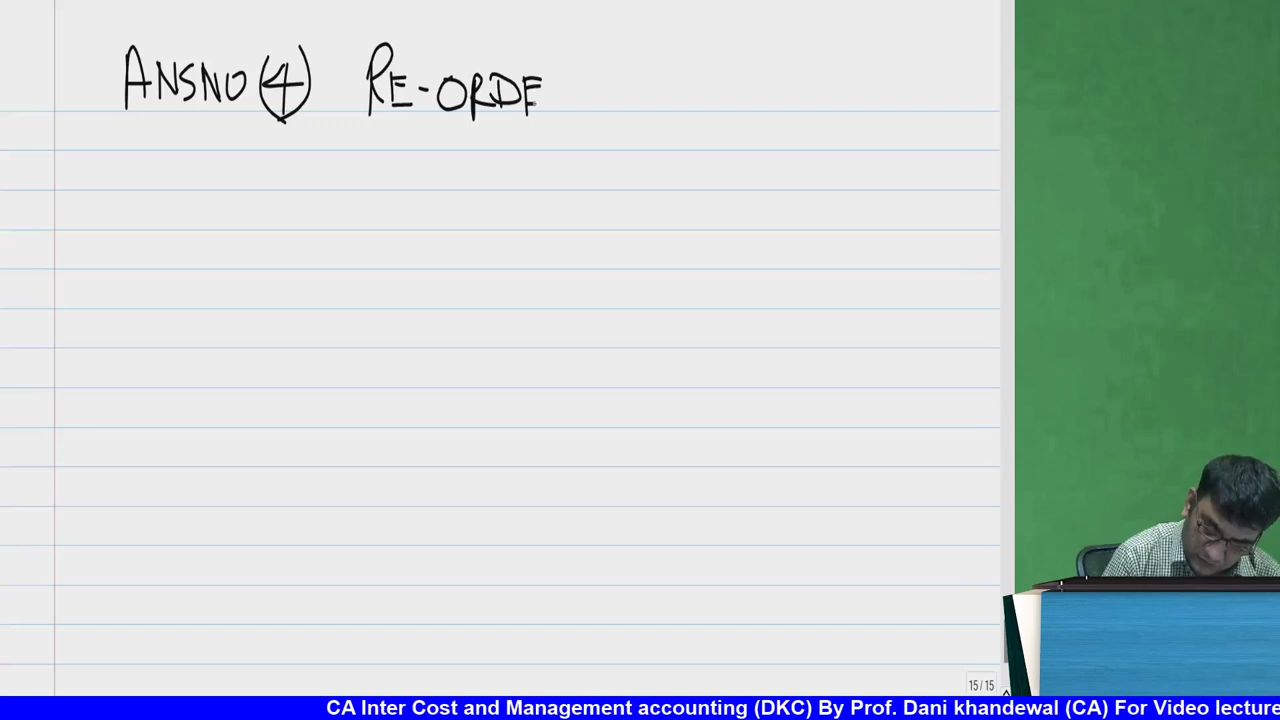 ANSNO (4) RE-ORDE
15/15
CA Inter Cost and Management accounting (DKC) By Prof. Dani khandewal (CA) For Video lecture